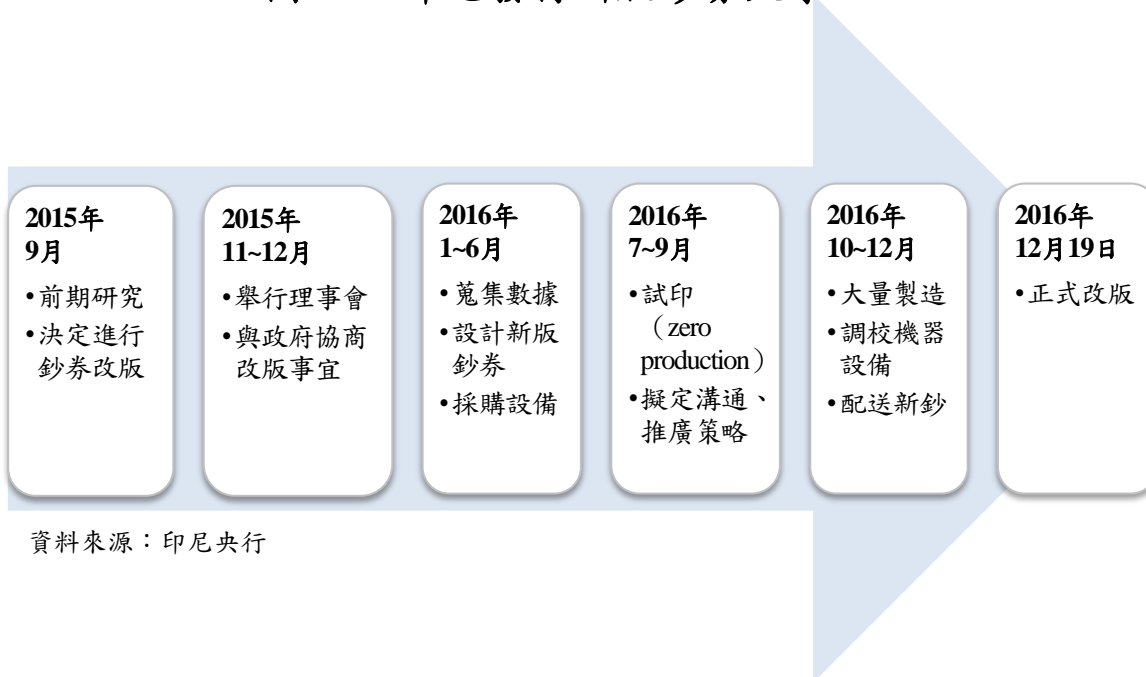 2015年
9月
•前期研究
•決定進行
鈔券改版
2015年
11~12月
•舉行理事會
•與政府協商
改版事宜
2016年
1~6月
•蒐集數據
•設計新版
鈔券
•採購設備
2016年
7~9月
•試印
（zero
production）
•擬定溝通、
推廣策略
2016年
10~12月
•大量製造
•調校機器
設備
•配送新鈔
2016年
12月19日
•正式改版
資料來源：印尼央行